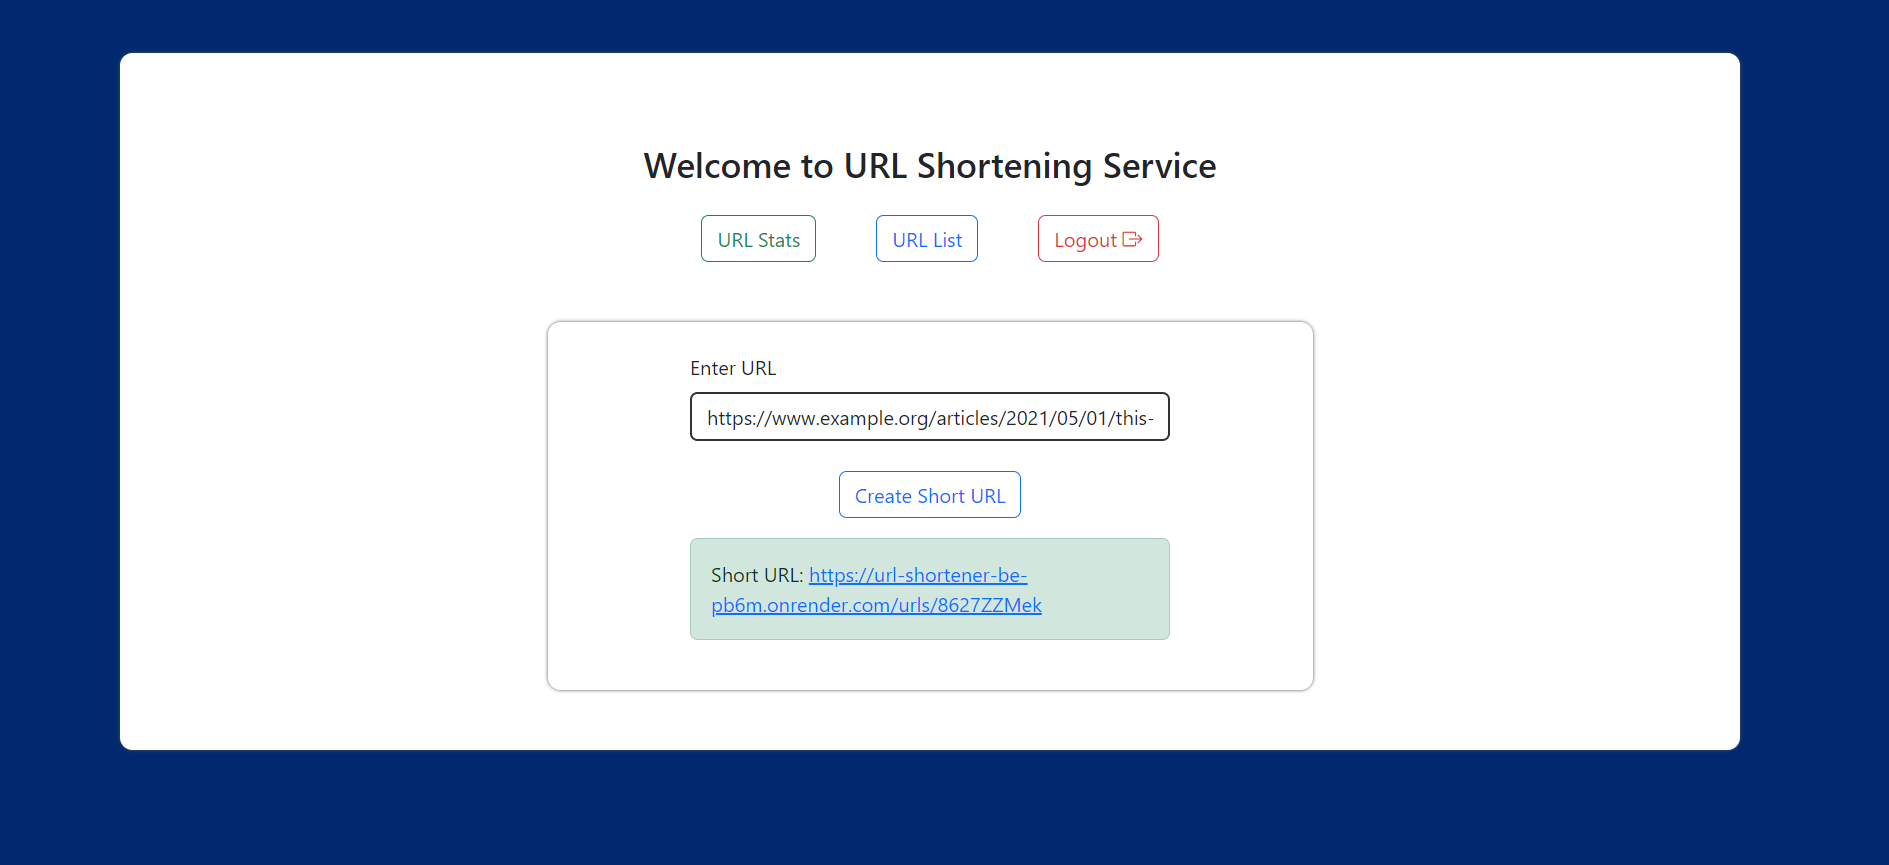 Welcome to URL Shortening Service
URL Stats
URL List
Logout
Enter URL
https://www.example.org/articles/2021/05/01/this-
Create Short URL
Short URL: https://url-shortener-be-
pb6m.onrender.com/urls/8627ZZMek